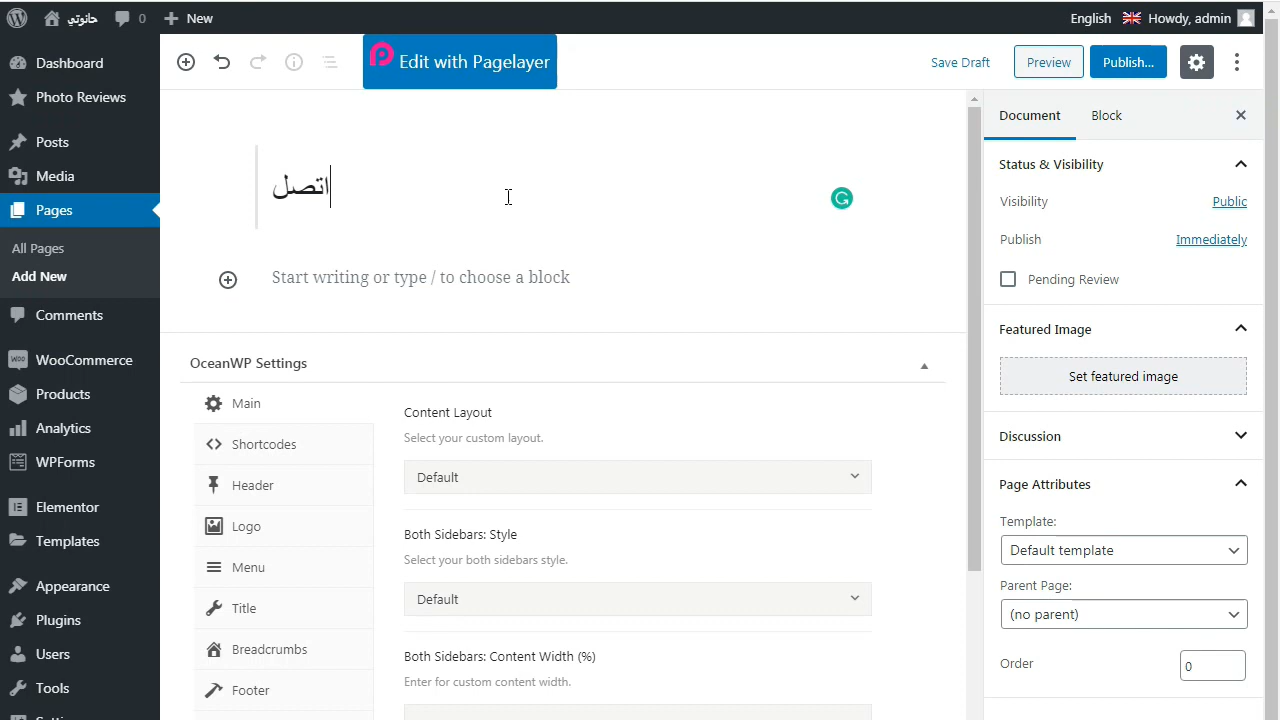 حانوتي
0
New
English
Howdy, admin
Dashboard
Photo Reviews
Posts
Media
Pages
All Pages
Add New
Comments
WooCommerce
Products
Analytics
WPForms
Elementor
Templates
Appearance
Plugins
Users
Tools
Edit with Pagelayer
Save Draft
Preview
Publish...
اتصل
Start writing or type / to choose a block
OceanWP Settings
Main
Shortcodes
Header
Logo
Menu
Title
Breadcrumbs
Footer
Content Layout
Select your custom layout.
Default
Both Sidebars: Style
Select your both sidebars style.
Default
Both Sidebars: Content Width (%)
Enter for custom content width.
Document
Block
Status & Visibility
Visibility
Public
Publish
Immediately
Pending Review
Featured Image
Set featured image
Discussion
Page Attributes
Template:
Default template
Parent Page:
(no parent)
Order
0